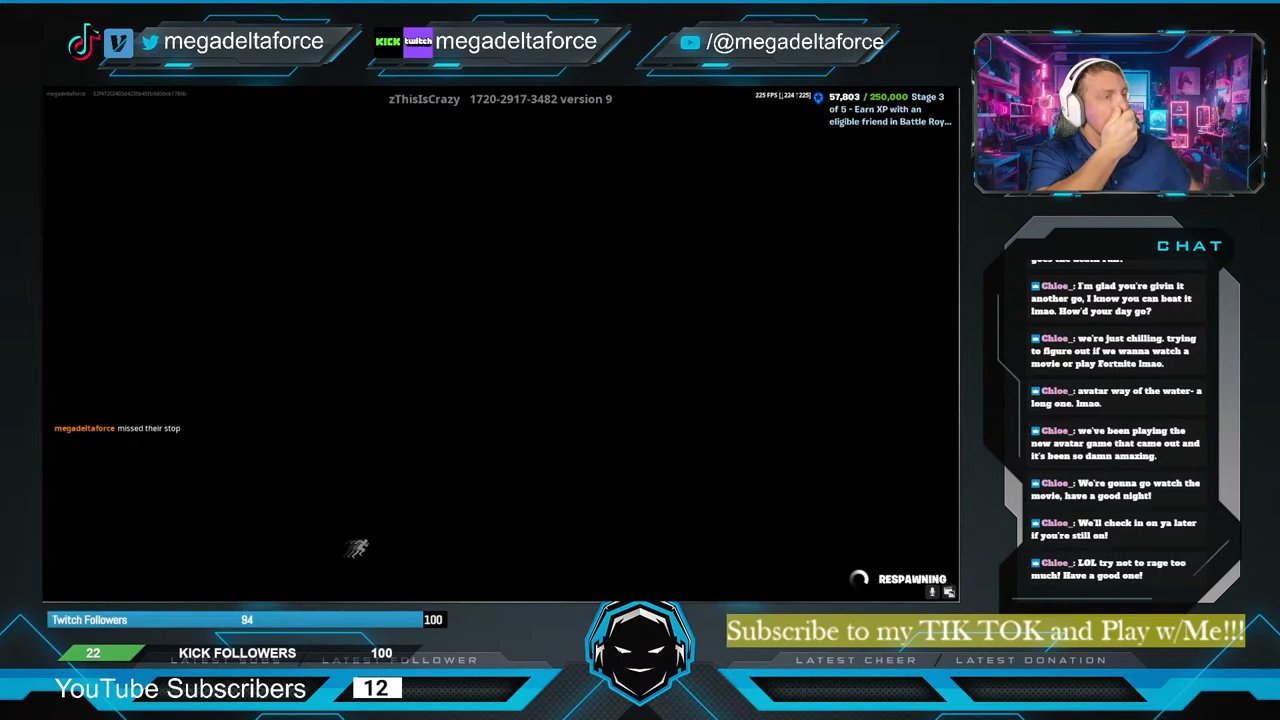 megadeltaforce
megadeltaforce
/@megadeltaforce
KICK
twitch
megadeltaforce
zThisIsCrazy 1720-2917-3482 version 9
225 FPS
57,803 / 250,000 Stage 3
of 5 - Earn XP with an
eligible friend in Battle Roy...
CHAT
Chloe_: I'm glad you're givin it
another go, I know you can beat it
lmao. How'd your day go?
Chloe_: we're just chilling. trying
to figure out if we wanna watch a
movie or play Fortnite lmao.
Chloe_: avatar way of the water- a
long one. lmao.
Chloe_: we've been playing the
new avatar game that came out and
it's been so damn amazing.
Chloe_: We're gonna go watch the
movie, have a good night!
Chloe_: We'll check in on ya later
if you're still on!
Chloe_: LOL try not to rage too
much! Have a good one!
megadeltaforce missed their stop
RESPAWNING
Twitch Followers 94 100
22 KICK FOLLOWERS 100
LATEST SUBS LATEST FOLLOWER
YouTube Subscribers 12
Subscribe to my TIK TOK and Play w/Me!!!
LATEST CHEER / LATEST DONATION